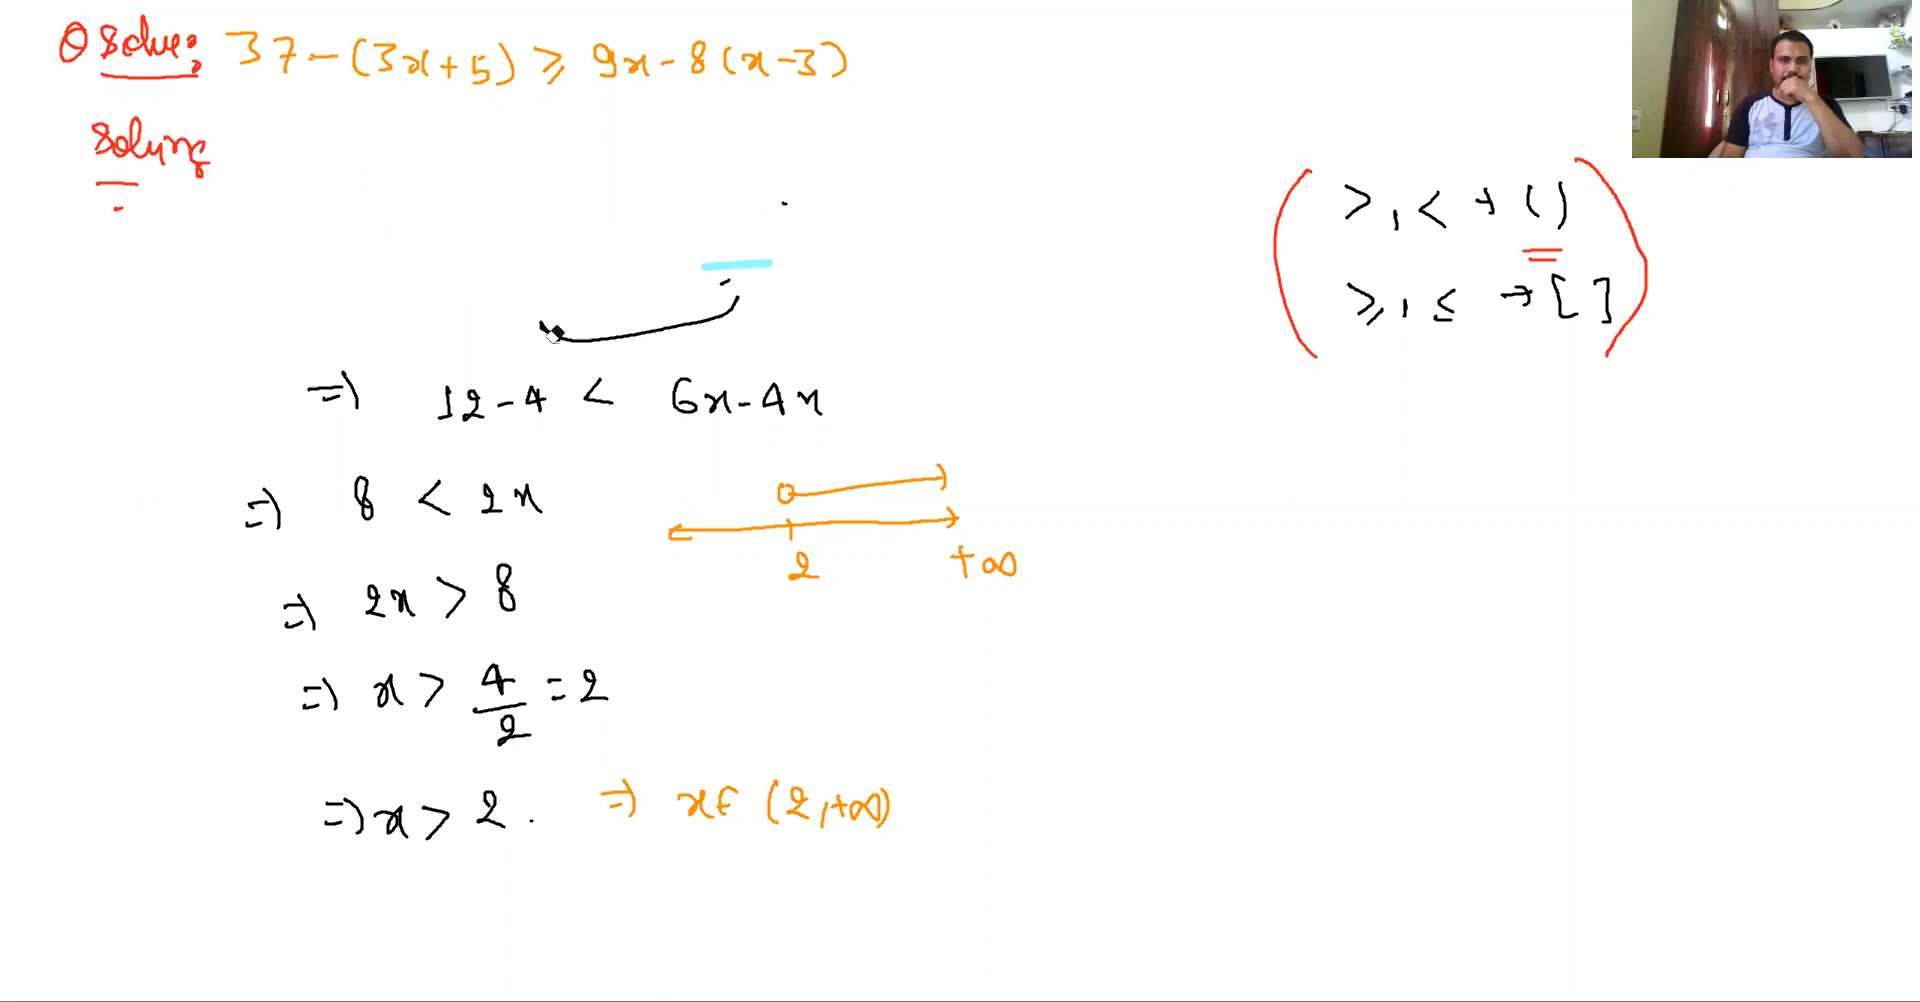 Q Solve: 37-(3x+5) ≥ 9x-8(x-3)
Solung
>, < → ()
≥, ≤ → []
⇒ 12-4 < 6x-4x
⇒ 8 < 2x
2 +∞
⇒ 2x > 8
⇒ x > 4/2 = 2
⇒ x > 2. ⇒ x∈ (2,+∞)